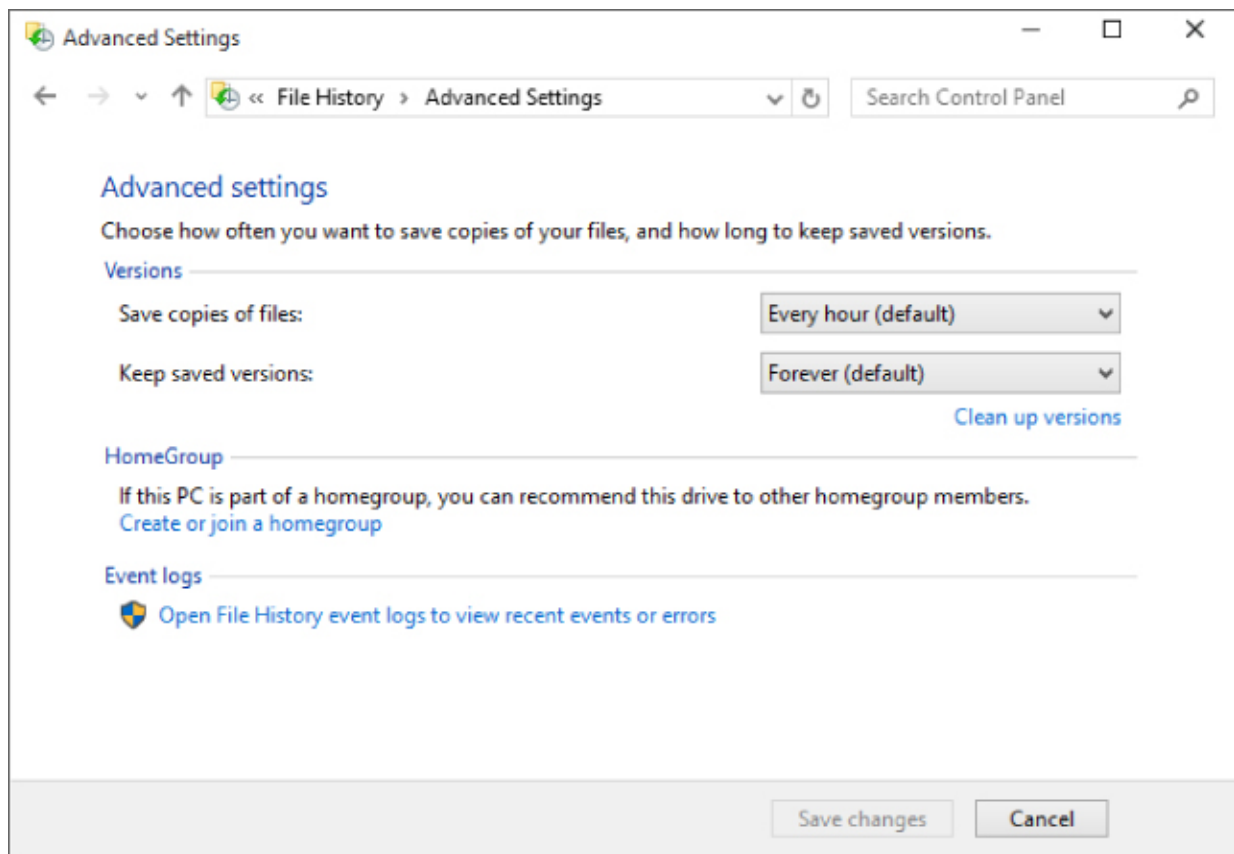 Advanced Settings
« File History > Advanced Settings
Search Control Panel
Advanced settings
Choose how often you want to save copies of your files, and how long to keep saved versions.
Versions
Save copies of files:
Every hour (default)
Keep saved versions:
Forever (default)
Clean up versions
HomeGroup
If this PC is part of a homegroup, you can recommend this drive to other homegroup members.
Create or join a homegroup
Event logs
Open File History event logs to view recent events or errors
Save changes
Cancel